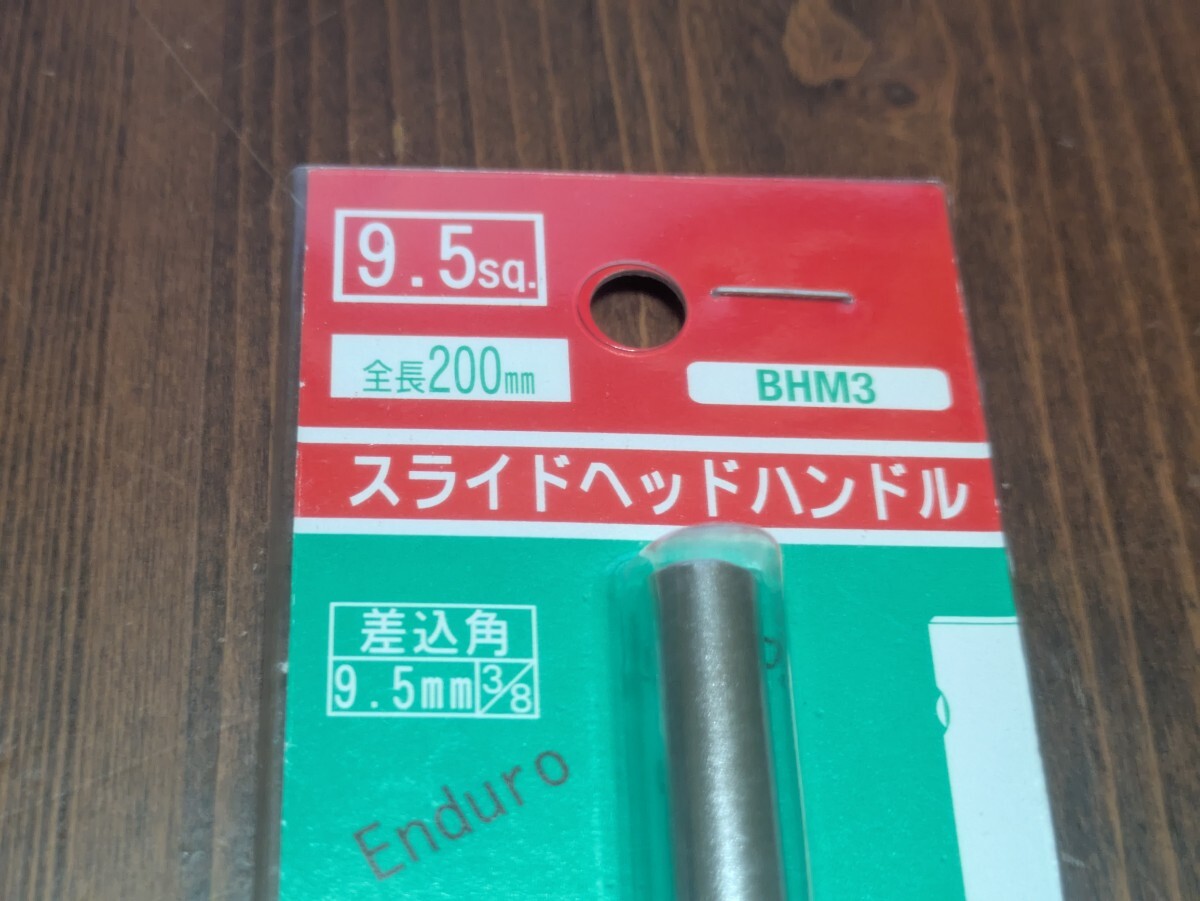 9.5sq.
全長200mm
BHM3
スライドヘッドハンドル
差込角
9.5mm 3/8
Enduro